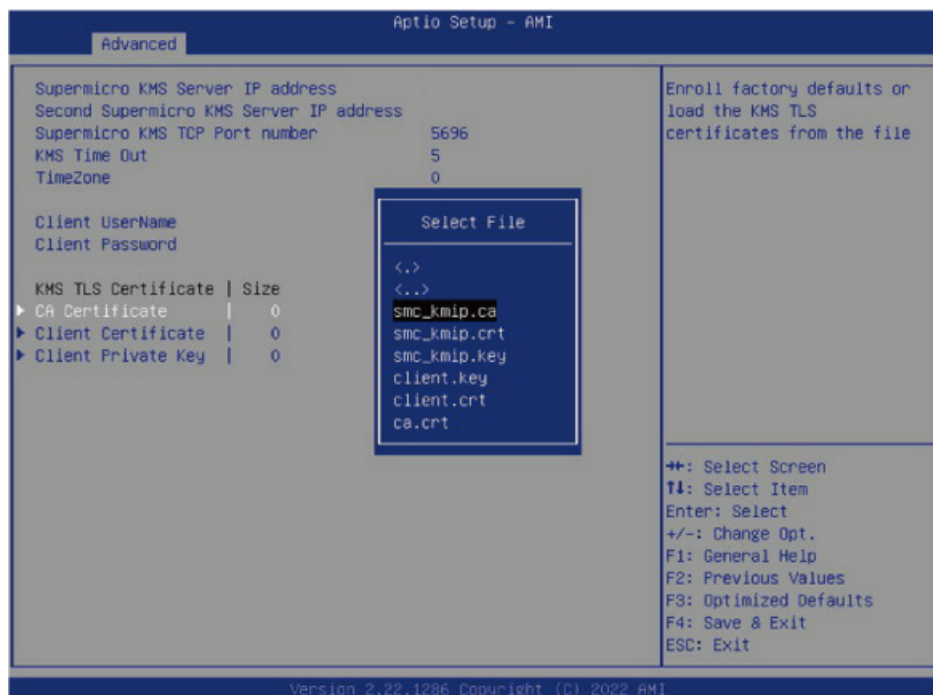 Aptio Setup - AMI
Advanced
Supermicro KMS Server IP address
Second Supermicro KMS Server IP address
Supermicro KMS TCP Port number 5696
KMS Time Out 5
TimeZone 0
Client UserName
Client Password
KMS TLS Certificate | Size
CA Certificate | 0
Client Certificate | 0
Client Private Key | 0
Select File
<.>
<..>
smc_kmip.ca
smc_kmip.crt
smc_kmip.key
client.key
client.crt
ca.crt
Enroll factory defaults or
load the KMS TLS
certificates from the file
→←: Select Screen
↑↓: Select Item
Enter: Select
+/-: Change Opt.
F1: General Help
F2: Previous Values
F3: Optimized Defaults
F4: Save & Exit
ESC: Exit
Version 2.22.1286 Copyright (C) 2022 AMI